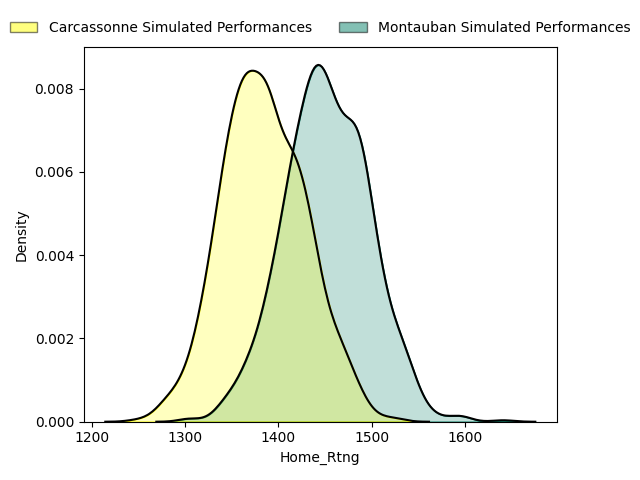 Carcassonne Simulated Performances Montauban Simulated Performances
0.008
0.006
0.004
0.002
0.000
Density
1200 1300 1400 1500 1600
Home_Rtng